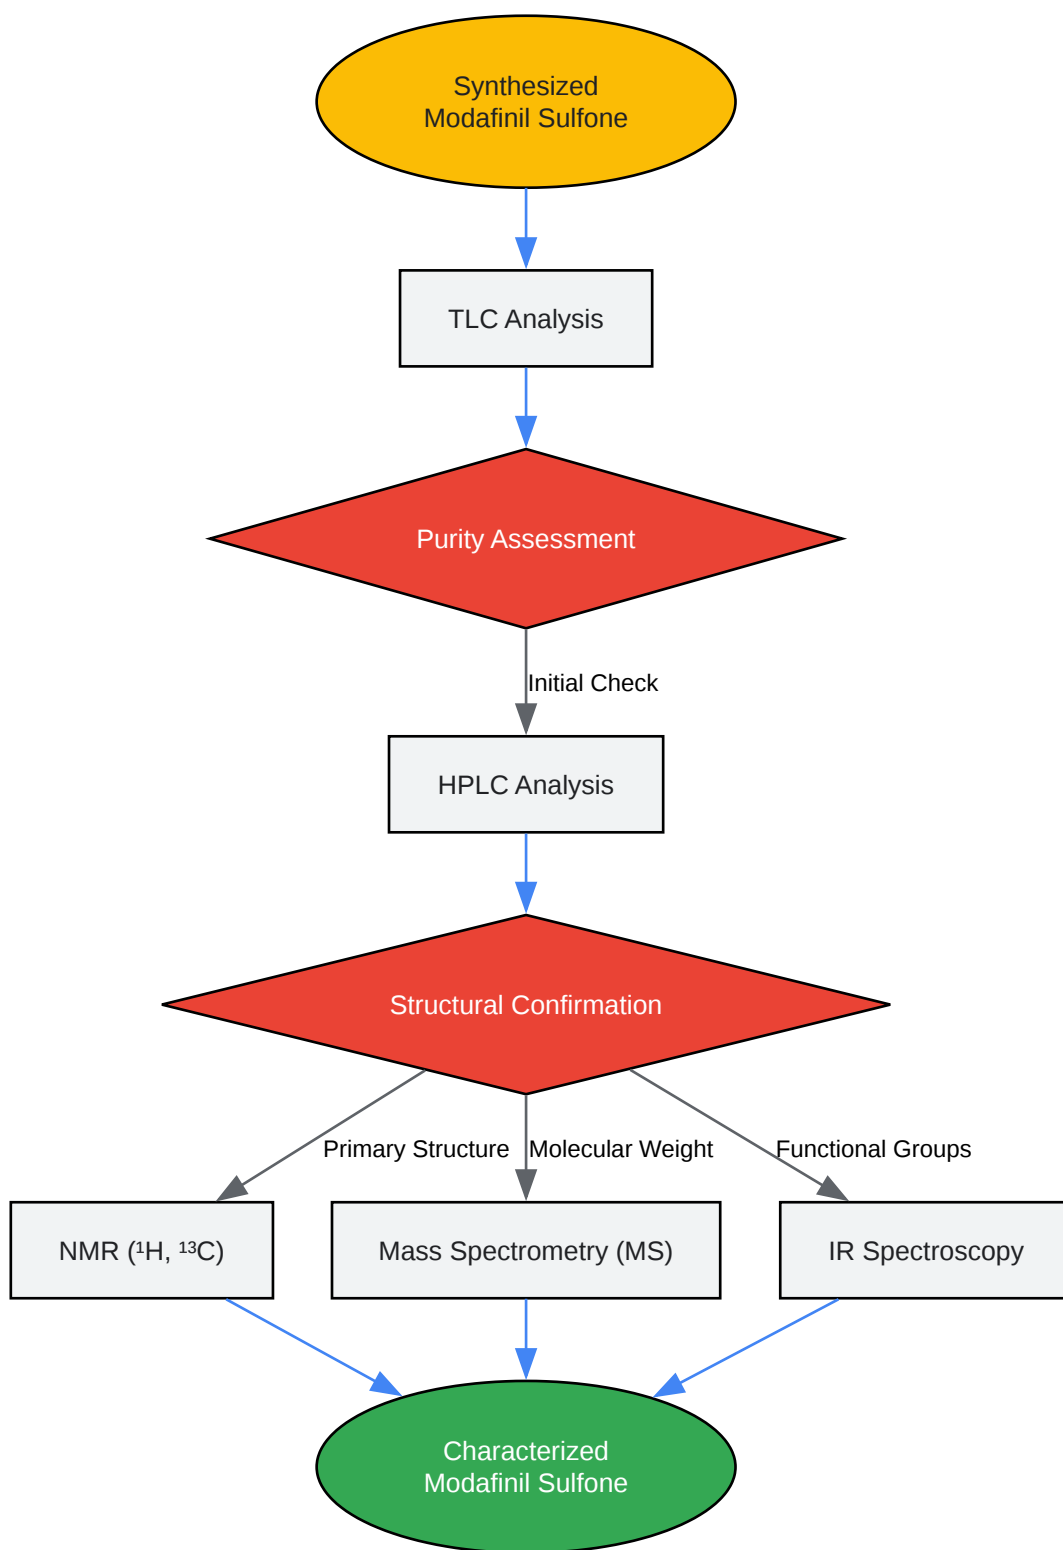 Synthesized
Modafinil Sulfone
TLC Analysis
Purity Assessment
Initial Check
HPLC Analysis
Structural Confirmation
Primary Structure
Molecular Weight
Functional Groups
NMR (¹H, ¹³C)
Mass Spectrometry (MS)
IR Spectroscopy
Characterized
Modafinil Sulfone